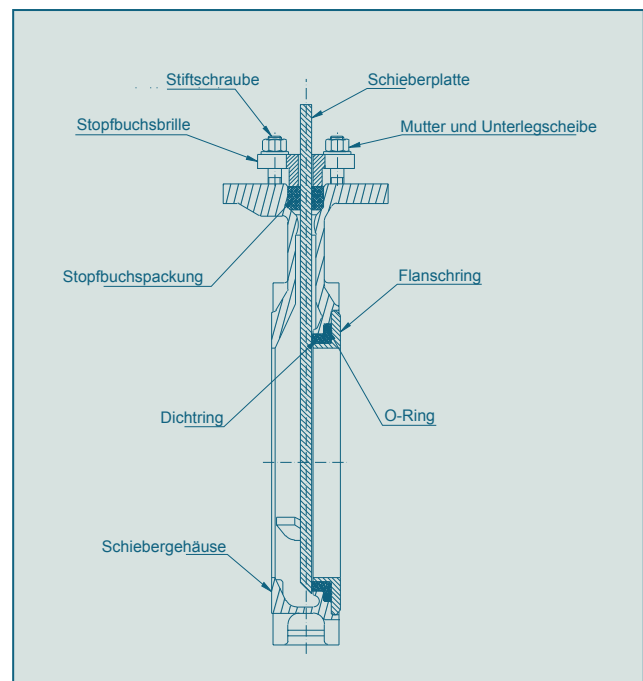 Stiftschraube
Schieberplatte
Stopfbuchsbrille
Mutter und Unterlegscheibe
Stopfbuchspackung
Flanschring
Dichtring
O-Ring
Schiebergehäuse